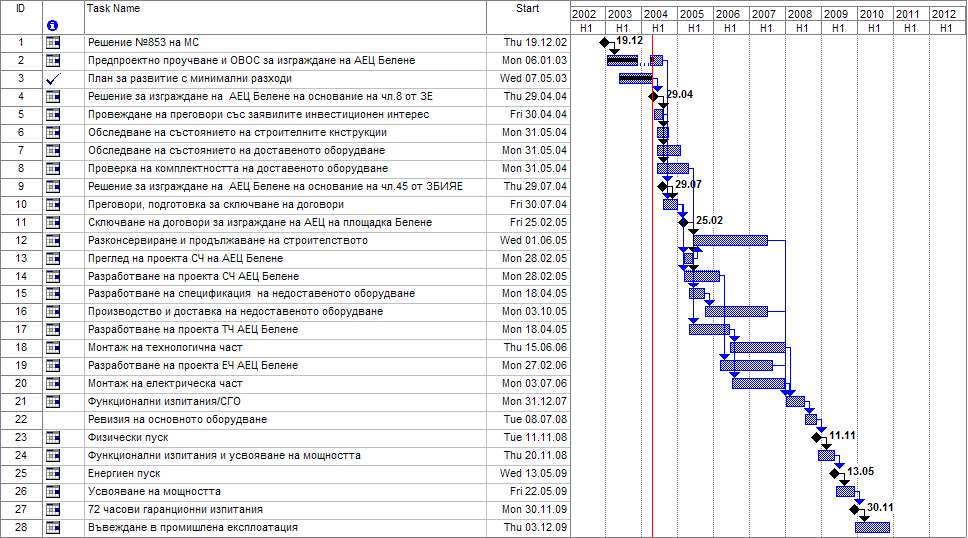 ID Task Name Start 2002 2003 2004 2005 2006 2007 2008 2009 2010 2011 2012
H1 H1 H1 H1 H1 H1 H1 H1 H1 H1 H1
1 Решение №853 на МС Thu 19.12.02 19.12
2 Предпроектно проучване и ОВОС за изграждане на АЕЦ Белене Mon 06.01.03
3 План за развитие с минимални разходи Wed 07.05.03
4 Решение за изграждане на АЕЦ Белене на основание на чл.8 от ЗЕ Thu 29.04.04 29.04
5 Провеждане на преговори със заявилите инвестиционен интерес Fri 30.04.04
6 Обследване на състоянието на строителните кнструкции Mon 31.05.04
7 Обследване на състоянието на доставеното оборудване Mon 31.05.04
8 Проверка на комплектността на доставеното оборудване Mon 31.05.04
9 Решение за изграждане на АЕЦ Белене на основание на чл.45 от ЗБИЯЕ Thu 29.07.04 29.07
10 Преговори, подготовка за сключване на договори Fri 30.07.04
11 Сключване на договори за изграждане на АЕЦ на площадка Белене Fri 25.02.05 25.02
12 Разконсервиране и продължаване на строителството Wed 01.06.05
13 Преглед на проекта СЧ на АЕЦ Белене Mon 28.02.05
14 Разработване на проекта СЧ АЕЦ Белене Mon 28.02.05
15 Разработване на спецификация на недоставеното оборудване Mon 18.04.05
16 Производство и доставка на недоставеното оборудване Mon 03.10.05
17 Разработване на проекта ТЧ АЕЦ Белене Mon 18.04.05
18 Монтаж на технологична част Thu 15.06.06
19 Разработване на проекта ЕЧ АЕЦ Белене Mon 27.02.06
20 Монтаж на електрическа част Mon 03.07.06
21 Функционални изпитания/СГО Mon 31.12.07
22 Ревизия на основното оборудване Tue 08.07.08
23 Физически пуск Tue 11.11.08 11.11
24 Функционални изпитания и усвояване на мощността Thu 20.11.08
25 Енергиен пуск Wed 13.05.09 13.05
26 Усвояване на мощността Fri 22.05.09
27 72 часови гаранционни изпитания Mon 30.11.09 30.11
28 Въвеждане в промишлена експлоатация Thu 03.12.09